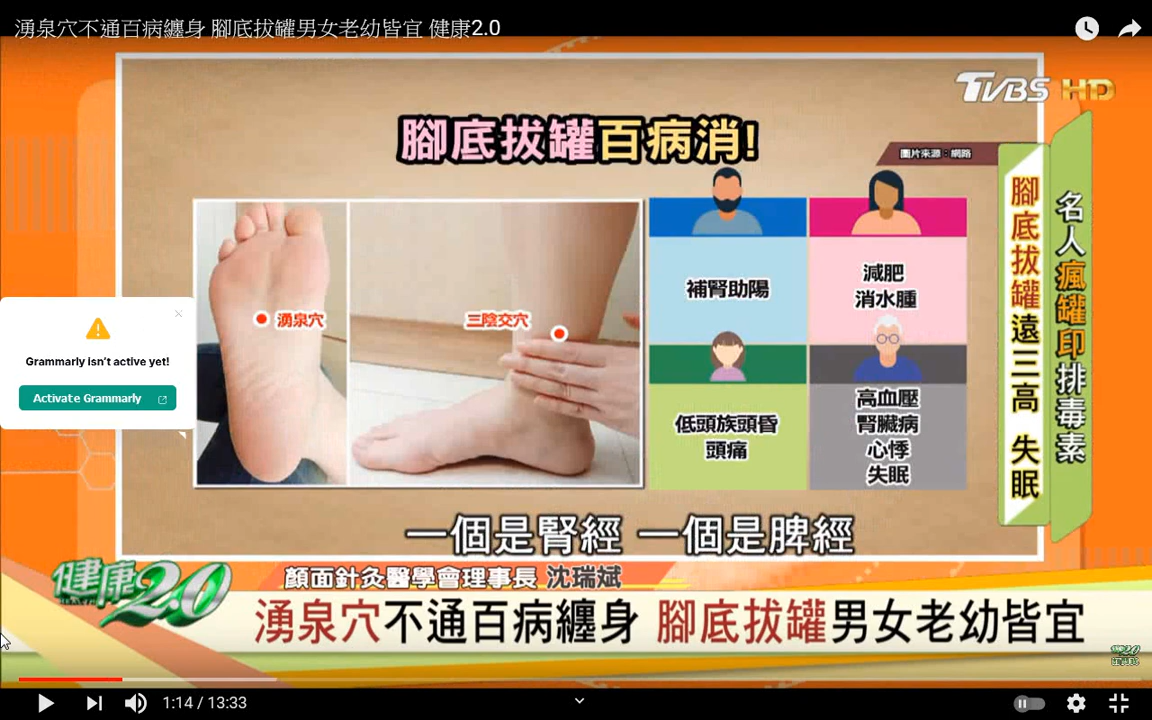 湧泉穴不通百病纏身 腳底拔罐男女老幼皆宜 健康2.0
TVBS HD
腳底拔罐百病消!
圖片來源：網路
名人瘋罐印排毒素
腳底拔罐遠三高 失眠
湧泉穴
三陰交穴
補腎助陽
減肥
消水腫
低頭族頭昏
頭痛
高血壓
腎臟病
心悸
失眠
Grammarly isn't active yet!
Activate Grammarly
一個是腎經 一個是脾經
健康2.0
顏面針灸醫學會理事長 沈瑞斌
湧泉穴不通百病纏身 腳底拔罐男女老幼皆宜
1:14 / 13:33